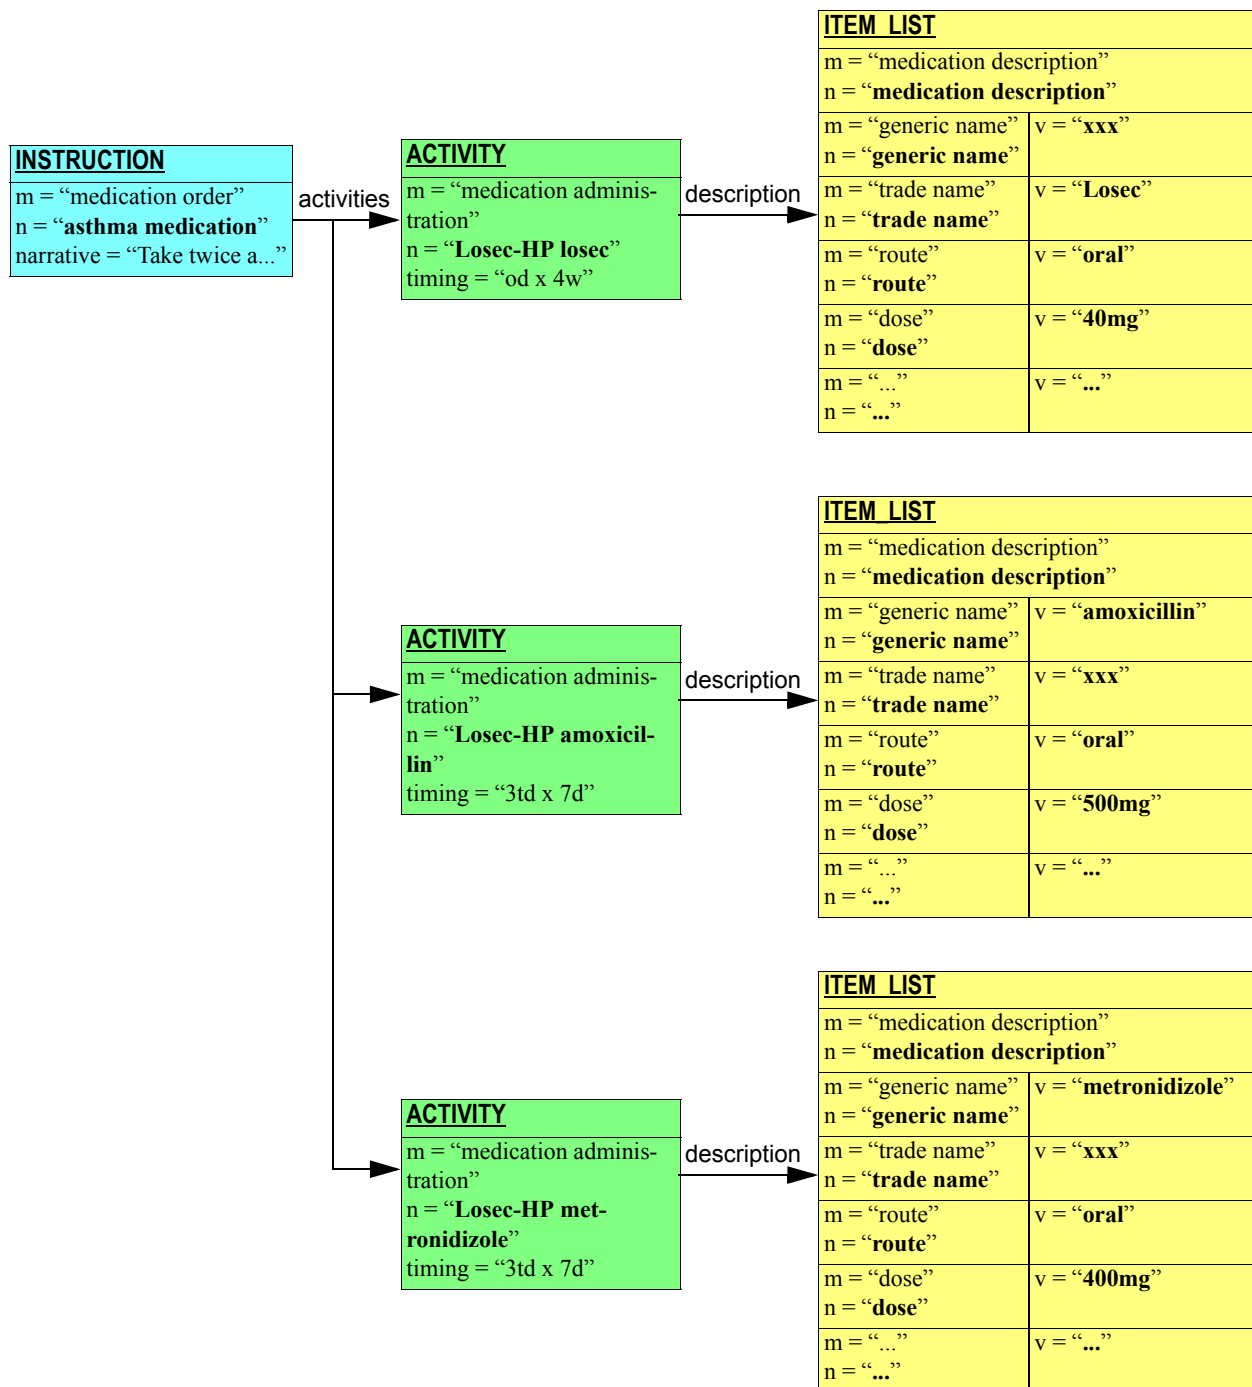 INSTRUCTION
m = “medication order”
n = “asthma medication”
narrative = “Take twice a...”
activities
ACTIVITY
m = “medication adminis-
tration”
n = “Losec-HP losec”
timing = “od x 4w”
description
ITEM_LIST
m = “medication description”
n = “medication description”
m = “generic name” v = “xxx”
n = “generic name”
m = “trade name” v = “Losec”
n = “trade name”
m = “route” v = “oral”
n = “route”
m = “dose” v = “40mg”
n = “dose”
m = “...” v = “...”
n = “...”
ACTIVITY
m = “medication adminis-
tration”
n = “Losec-HP amoxicil-
lin”
timing = “3td x 7d”
description
ITEM_LIST
m = “medication description”
n = “medication description”
m = “generic name” v = “amoxicillin”
n = “generic name”
m = “trade name” v = “xxx”
n = “trade name”
m = “route” v = “oral”
n = “route”
m = “dose” v = “500mg”
n = “dose”
m = “...” v = “...”
n = “...”
ACTIVITY
m = “medication adminis-
tration”
n = “Losec-HP met-
ronidizole”
timing = “3td x 7d”
description
ITEM_LIST
m = “medication description”
n = “medication description”
m = “generic name” v = “metronidizole”
n = “generic name”
m = “trade name” v = “xxx”
n = “trade name”
m = “route” v = “oral”
n = “route”
m = “dose” v = “400mg”
n = “dose”
m = “...” v = “...”
n = “...”